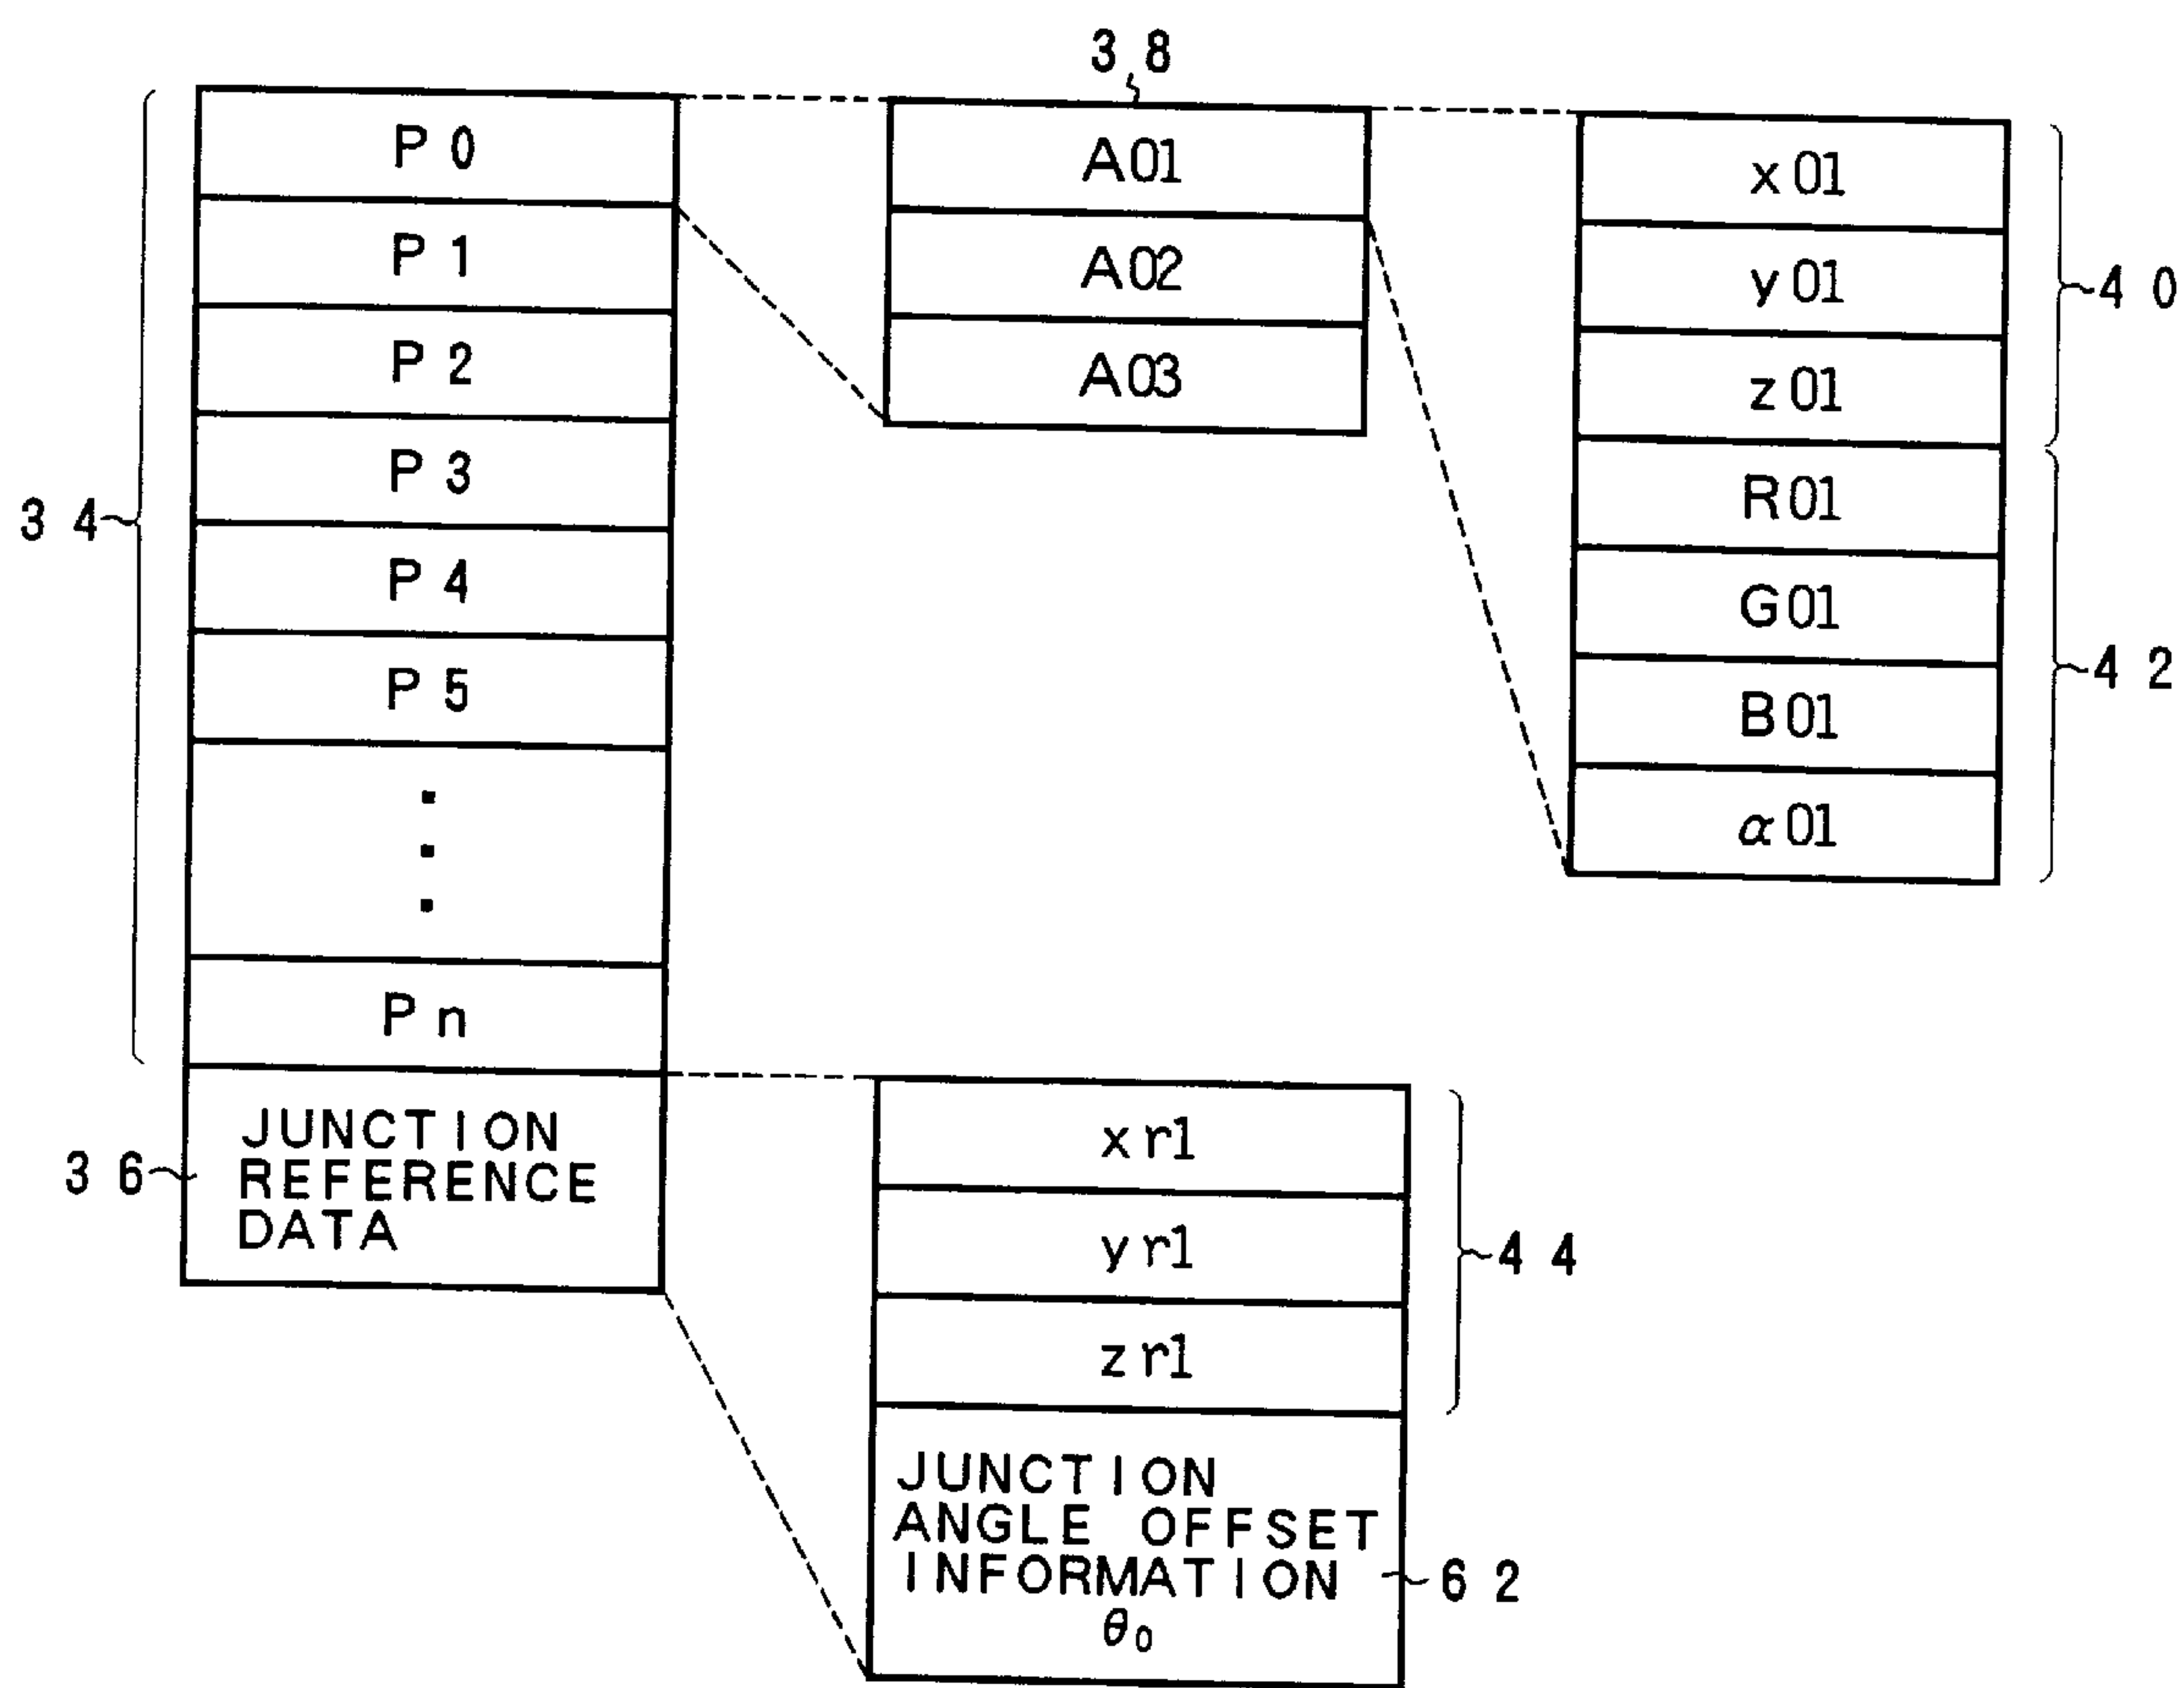 38
P0
P1
P2
P3
P4
P5
Pn
34
JUNCTION
REFERENCE
DATA
36
A01
A02
A03
x01
y01
z01
R01
G01
B01
α01
40
42
xr1
yr1
zr1
JUNCTION
ANGLE OFFSET
INFORMATION
θ0
44
62